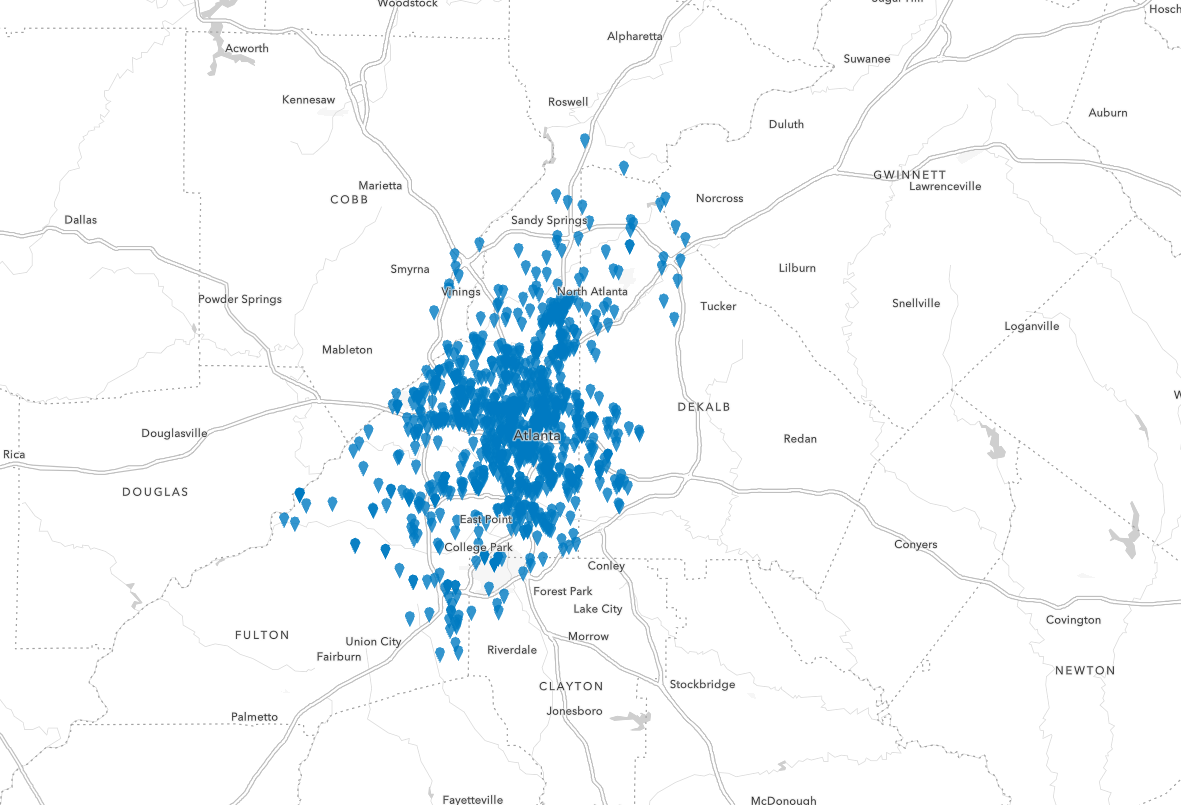 Woodstock
Sugar Hill
Hosch
Acworth
Alpharetta
Suwanee
Kennesaw
Roswell
Auburn
Duluth
GWINNETT
Lawrenceville
Marietta
COBB
Norcross
Dallas
Sandy Springs
Smyrna
Lilburn
Vinings
North Atlanta
Powder Springs
Tucker
Snellville
Loganville
Mableton
W
DEKALB
Douglasville
Atlanta
Redan
Rica
DOUGLAS
East Point
College Park
Conyers
Conley
Forest Park
Lake City
Covington
FULTON
Union City
Morrow
Fairburn
Riverdale
NEWTON
CLAYTON
Stockbridge
Jonesboro
Palmetto
Fayetteville
McDonough